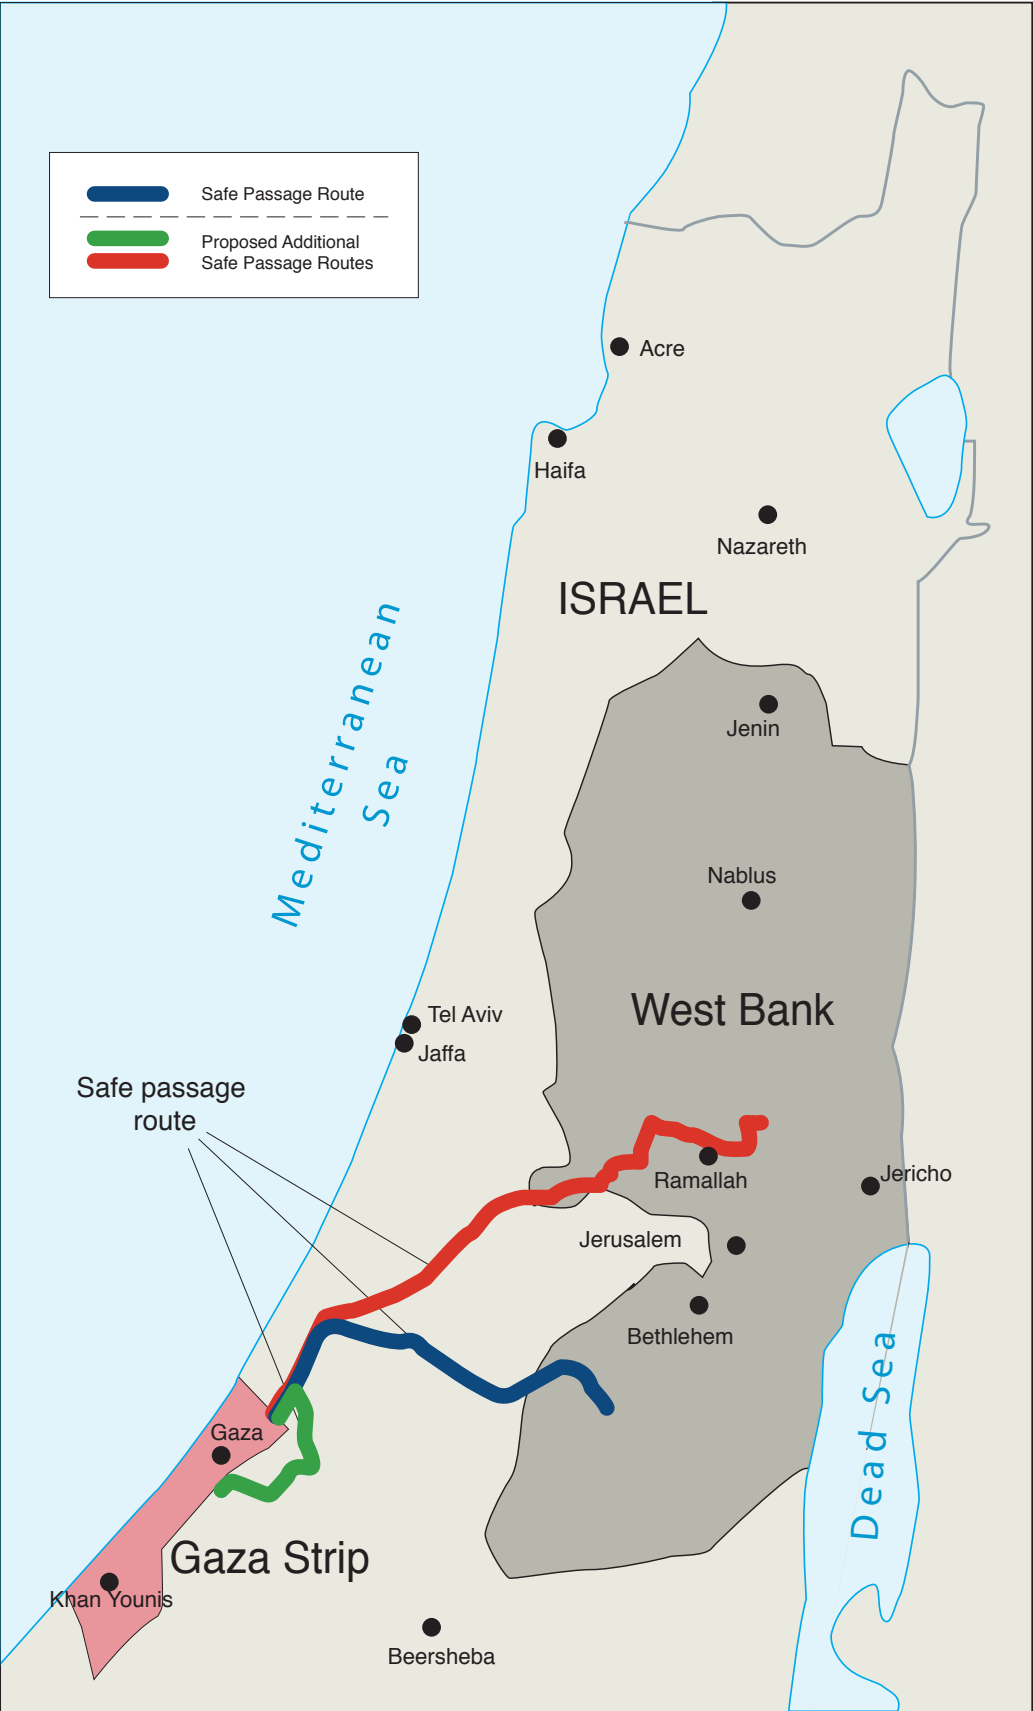 Safe Passage Route
Proposed Additional
Safe Passage Routes
Acre
Haifa
Nazareth
ISRAEL
Mediterranean
Sea
Jenin
Nablus
West Bank
Tel Aviv
Jaffa
Safe passage
route
Ramallah
Jericho
Jerusalem
Bethlehem
Dead Sea
Gaza
Gaza Strip
Khan Younis
Beersheba